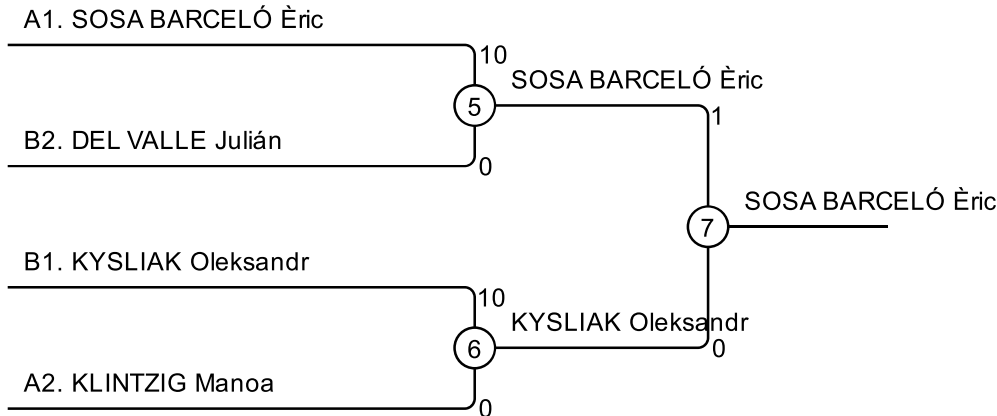 A1. SOSA BARCELÓ Èric
10
SOSA BARCELÓ Èric
5
1
B2. DEL VALLE Julián
0
SOSA BARCELÓ Èric
7
B1. KYSLIAK Oleksandr
10
KYSLIAK Oleksandr
6
0
A2. KLINTZIG Manoa
0